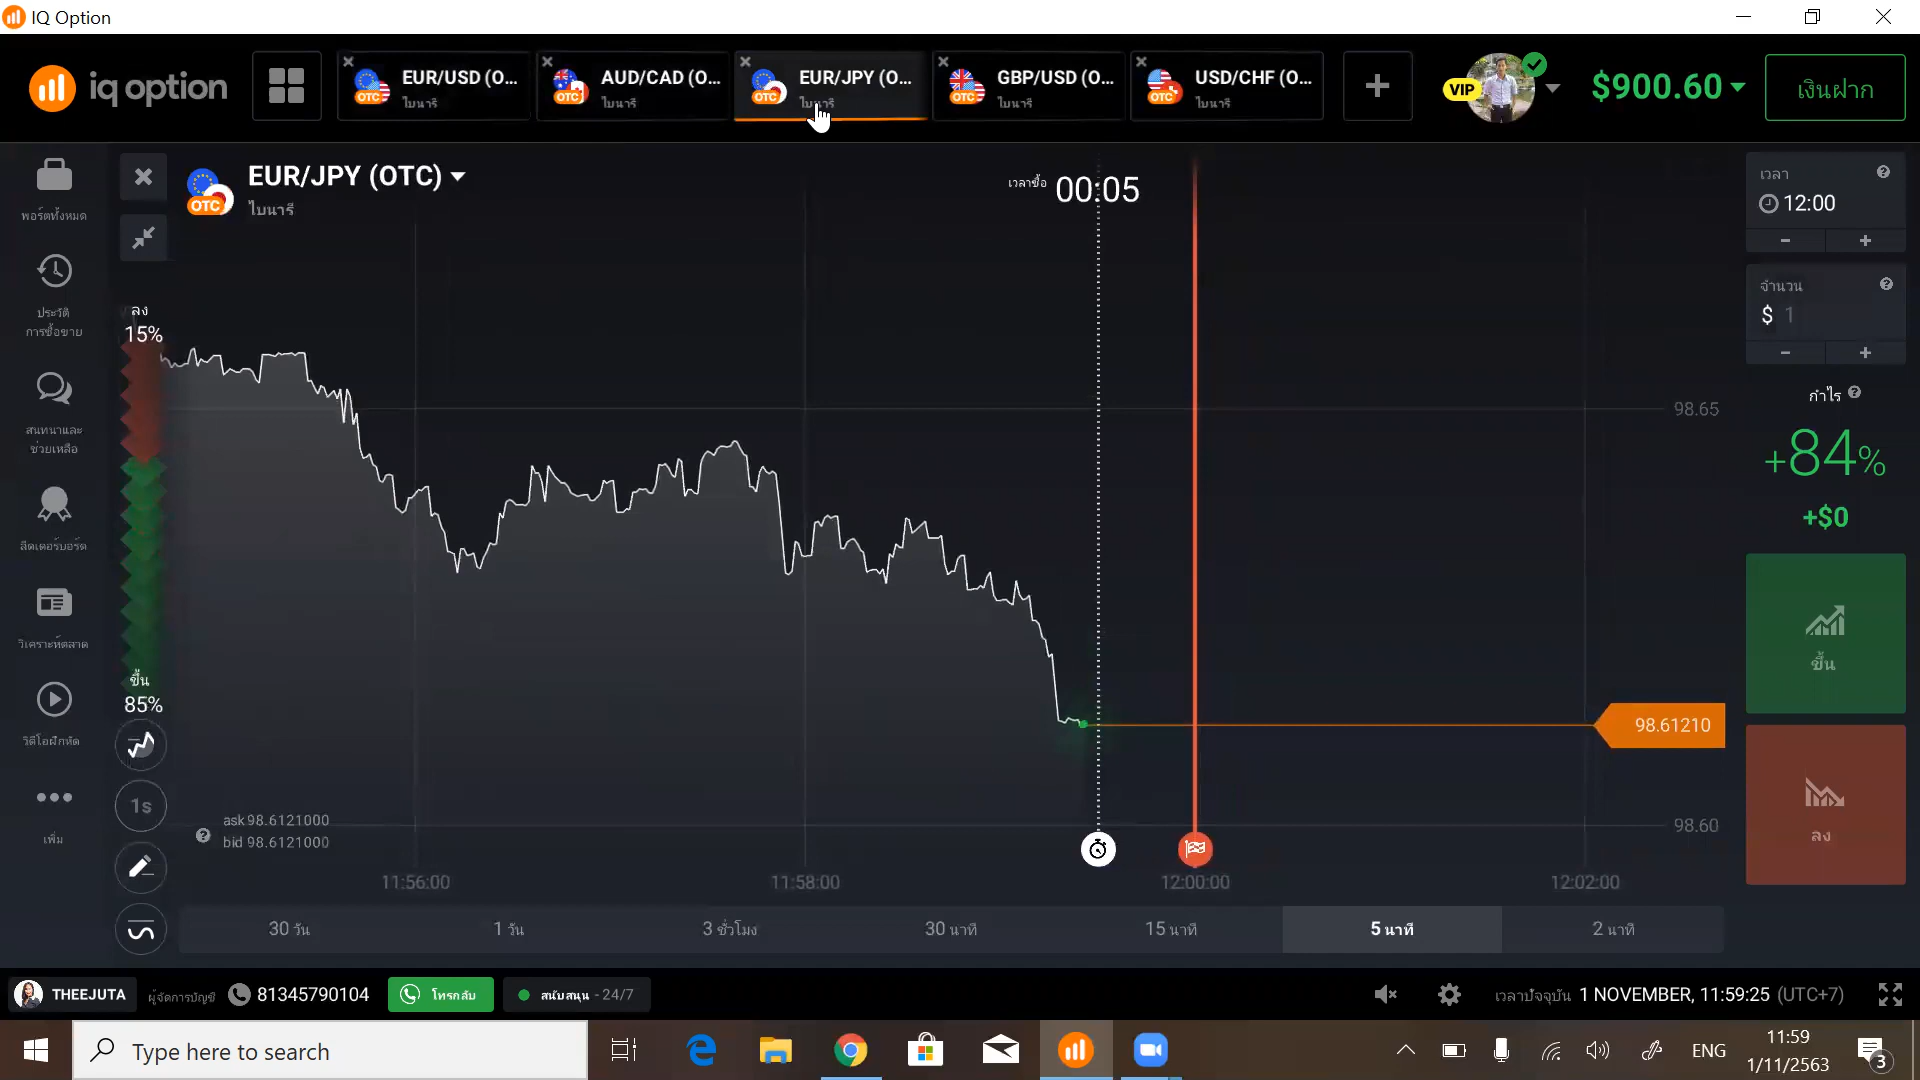 IQ Option
iq option
EUR/USD (O...
ไบนารี
AUD/CAD (O...
ไบนารี
EUR/JPY (O...
ไบนารี
GBP/USD (O...
ไบนารี
USD/CHF (O...
ไบนารี
VIP
$900.60
เงินฝาก
OTC
OTC
OTC
OTC
OTC
พอร์ตทั้งหมด
ประวัติ
การซื้อขาย
สนทนาและ
ช่วยเหลือ
ลีดเดอร์บอร์ด
วิเคราะห์ตลาด
วิดีโอฝึกหัด
เพิ่ม
EUR/JPY (OTC)
ไบนารี
OTC
เวลาซื้อ 00:05
ลง
15%
ขึ้น
85%
1s
ask 98.6121000
bid 98.6121000
98.65
98.61210
98.60
11:56:00
11:58:00
12:00:00
12:02:00
30 วัน
1 วัน
3 ชั่วโมง
30 นาที
15 นาที
5 นาที
2 นาที
เวลา
12:00
- +
จำนวน
$ 1
- +
กำไร
+84%
+$0
ขึ้น
ลง
THEEJUTA
ผู้จัดการบัญชี
81345790104
โทรกลับ
สนับสนุน - 24/7
เวลาปัจจุบัน 1 NOVEMBER, 11:59:25 (UTC+7)
Type here to search
ENG
11:59
1/11/2563
3